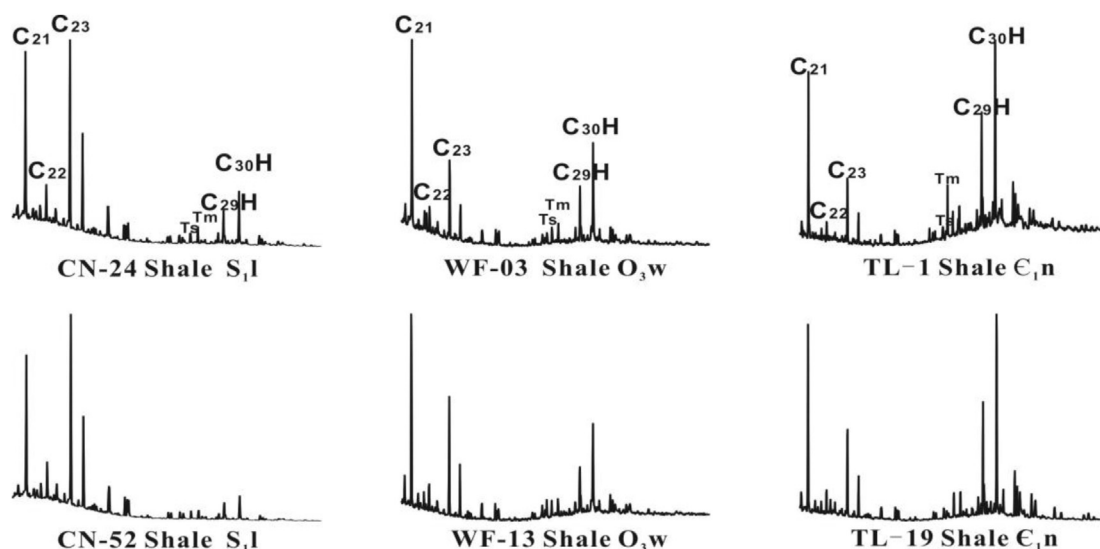 C21
C23
C22
Ts
Tm
C29H
C30H
CN-24 Shale S1l
C21
C22
C23
Ts
Tm
C29H
C30H
WF-03 Shale O3w
C21
C22
C23
Tm
Ts
C29H
C30H
TL-1 Shale Є1n
CN-52 Shale S1l
WF-13 Shale O3w
TL-19 Shale Є1n